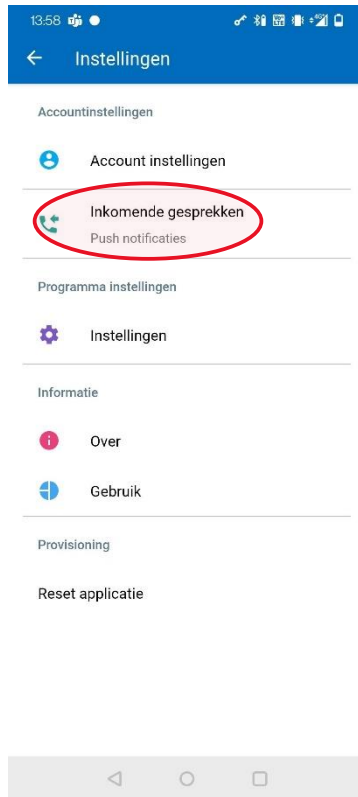 13:58
Instellingen
Accountinstellingen
Account instellingen
Inkomende gesprekken
Push notificaties
Programma instellingen
Instellingen
Informatie
Over
Gebruik
Provisioning
Reset applicatie